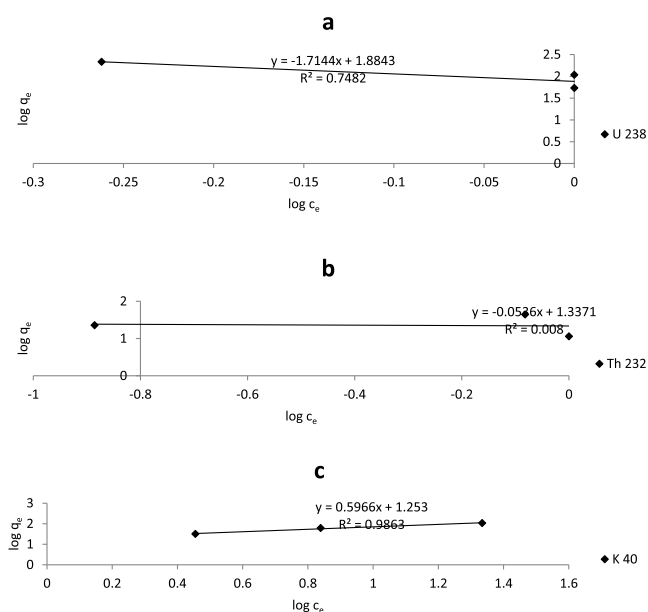 a
y = -1.7144x + 1.8843
R² = 0.7482
log qₑ
2.5
2
1.5
1
0.5
0
U 238
-0.3 -0.25 -0.2 -0.15 -0.1 -0.05 0
log cₑ
b
y = -0.0536x + 1.3371
R² = 0.008
log qₑ
2
1
0
Th 232
-1 -0.8 -0.6 -0.4 -0.2 0
log cₑ
c
y = 0.5966x + 1.253
R² = 0.9863
log qₑ
3
2
1
0
K 40
0 0.2 0.4 0.6 0.8 1 1.2 1.4 1.6
log cₑ